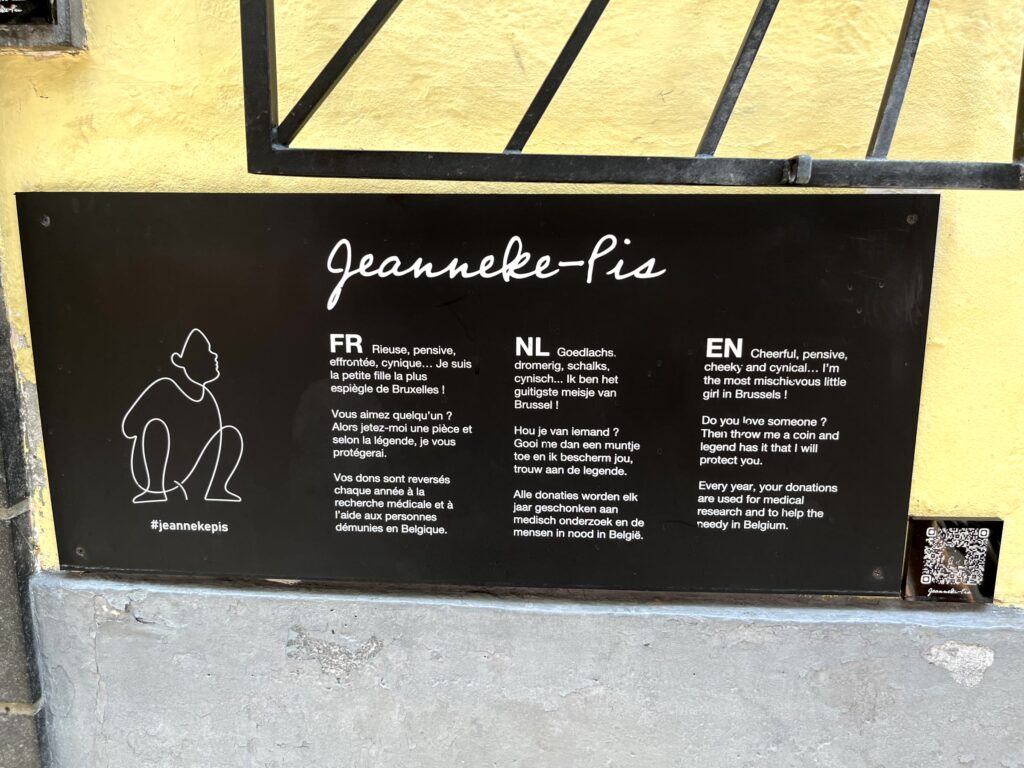 Jeanneke-Pis
FR Rieuse, pensive,
effrontée, cynique... Je suis
la petite fille la plus
espiègle de Bruxelles !
Vous aimez quelqu'un ?
Alors jetez-moi une pièce et
selon la légende, je vous
protégerai.
Vos dons sont reversés
chaque année à la
recherche médicale et à
l'aide aux personnes
démunies en Belgique.
NL Goedlachs.
dromerig, schalks,
cynisch... Ik ben het
guitigste meisje van
Brussel !
Hou je van iemand ?
Gooi me dan een muntje
toe en ik bescherm jou,
trouw aan de legende.
Alle donaties worden elk
jaar geschonken aan
medisch onderzoek en de
mensen in nood in België.
EN Cheerful, pensive,
cheeky and cynical... I'm
the most mischievous little
girl in Brussels !
Do you love someone ?
Then throw me a coin and
legend has it that I will
protect you.
Every year, your donations
are used for medical
research and to help the
needy in Belgium.
#jeannekepis
Jeanneke-Pis